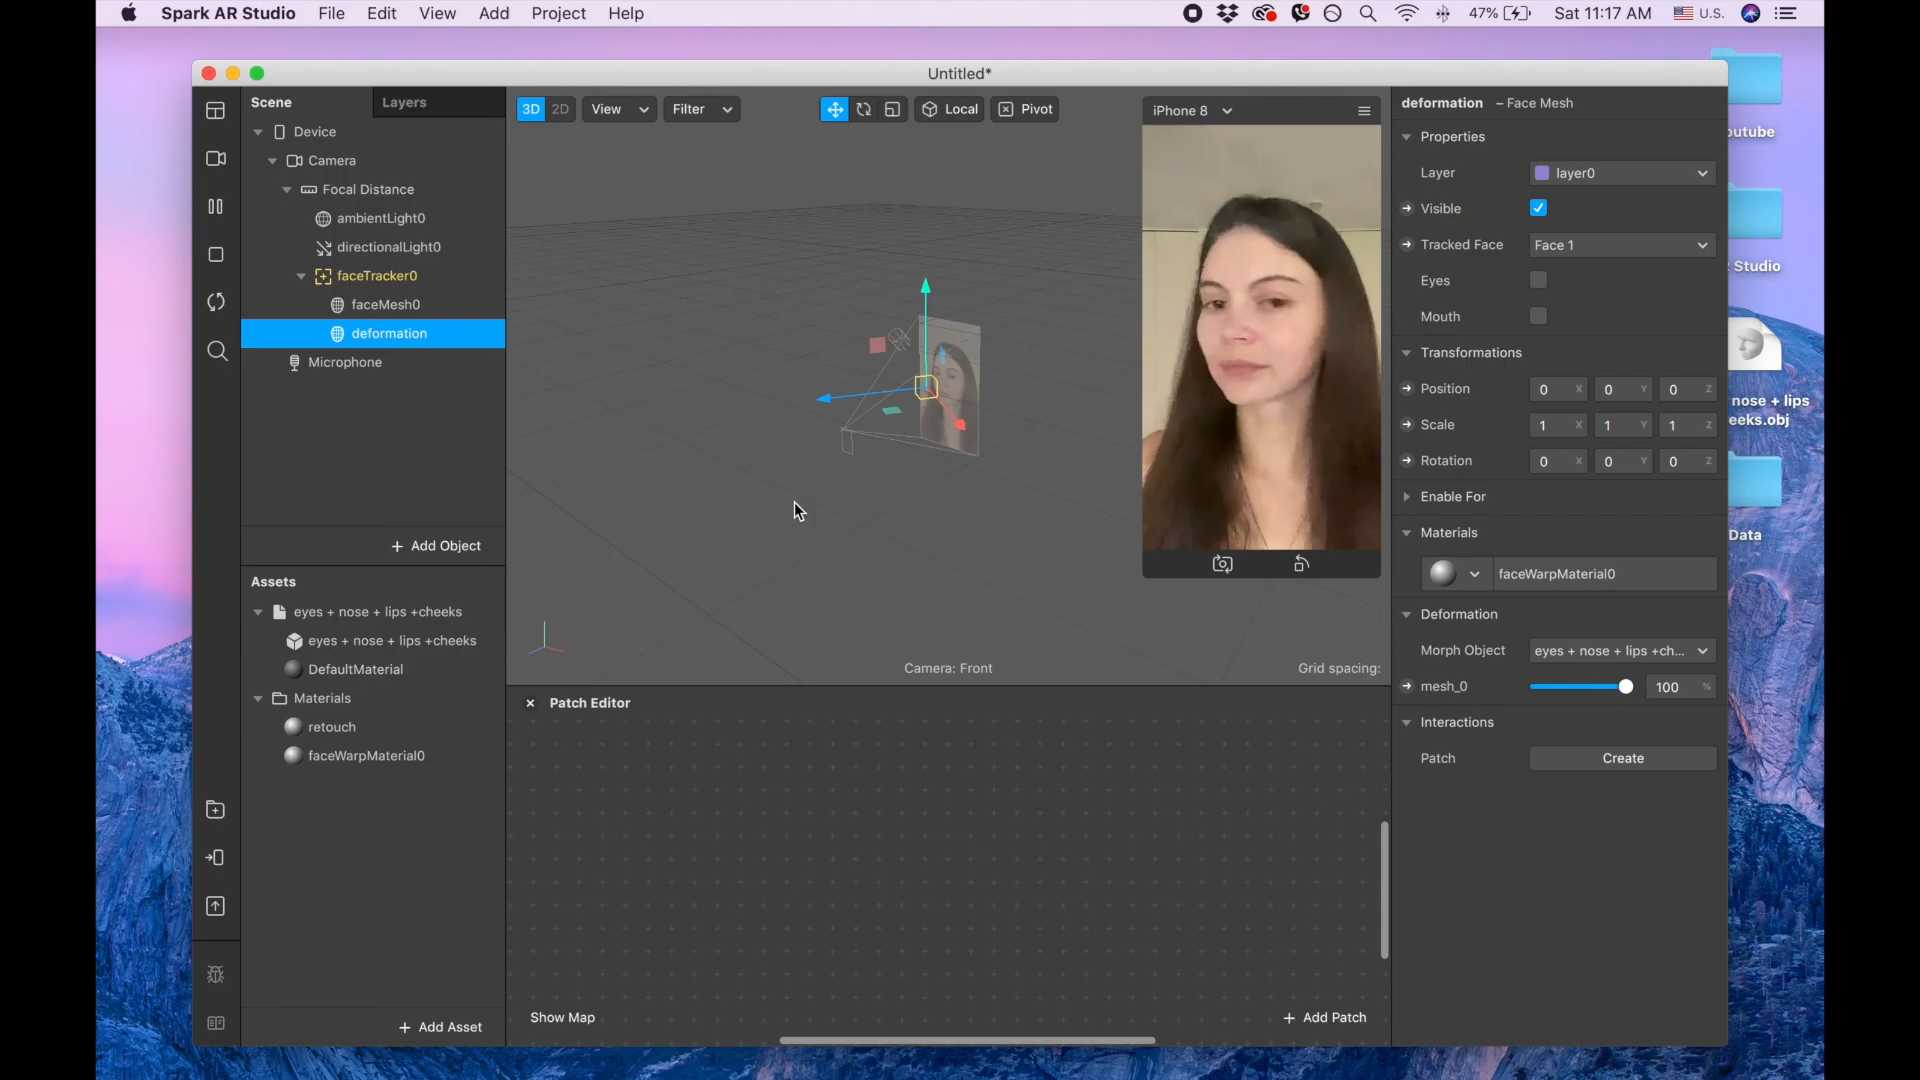 Spark AR Studio File Edit View Add Project Help 47% Sat 11:17 AM U.S.
Untitled*
Scene Layers
Device
Camera
Focal Distance
ambientLight0
directionalLight0
faceTracker0
faceMesh0
deformation
Microphone
+ Add Object
Assets
eyes + nose + lips +cheeks
eyes + nose + lips +cheeks
DefaultMaterial
Materials
retouch
faceWarpMaterial0
+ Add Asset
3D 2D View Filter Local Pivot
iPhone 8
Camera: Front
Grid spacing:
Patch Editor
Show Map
+ Add Patch
deformation – Face Mesh
Properties
Layer layer0
Visible
Tracked Face Face 1
Eyes
Mouth
Transformations
Position 0 X 0 Y 0 Z
Scale 1 X 1 Y 1 Z
Rotation 0 X 0 Y 0 Z
Enable For
Materials
faceWarpMaterial0
Deformation
Morph Object eyes + nose + lips +ch...
mesh_0 100 %
Interactions
Patch Create
outube
Studio
nose + lips
eeks.obj
Data